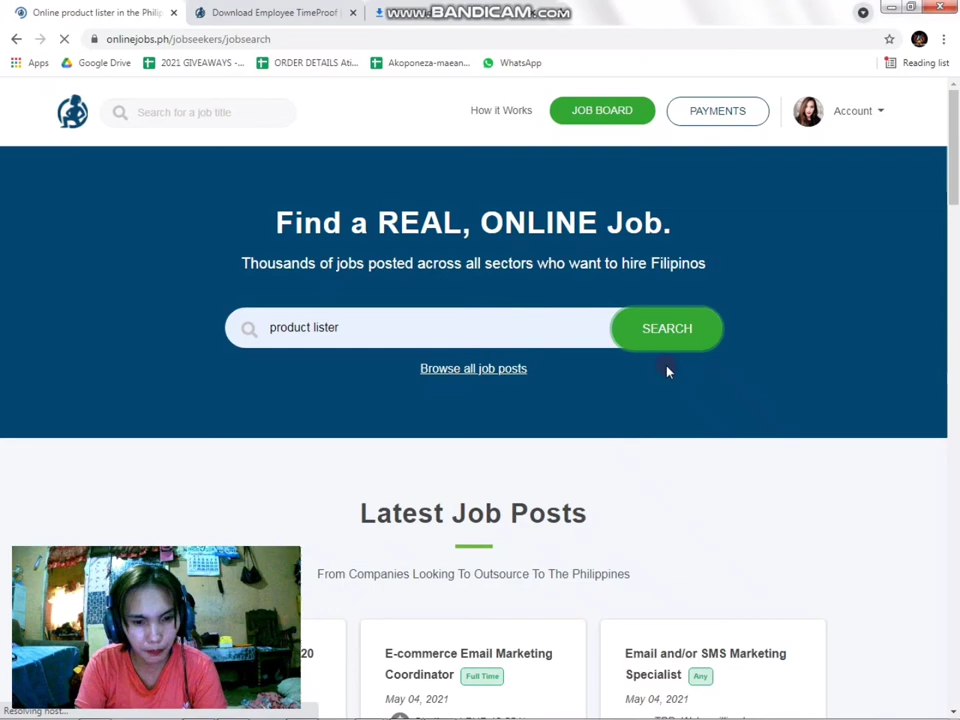 Online product lister in the Philip
Download Employee TimeProof
www.BANDICAM.com
onlinejobs.ph/jobseekers/jobsearch
Apps
Google Drive
2021 GIVEAWAYS -...
ORDER DETAILS Ati...
Akoponeza-maean...
WhatsApp
Reading list
Search for a job title
How it Works
JOB BOARD
PAYMENTS
Account
Find a REAL, ONLINE Job.
Thousands of jobs posted across all sectors who want to hire Filipinos
product lister
SEARCH
Browse all job posts
Latest Job Posts
From Companies Looking To Outsource To The Philippines
20
E-commerce Email Marketing
Coordinator Full Time
May 04, 2021
Email and/or SMS Marketing
Specialist Any
May 04, 2021
Resolving host...